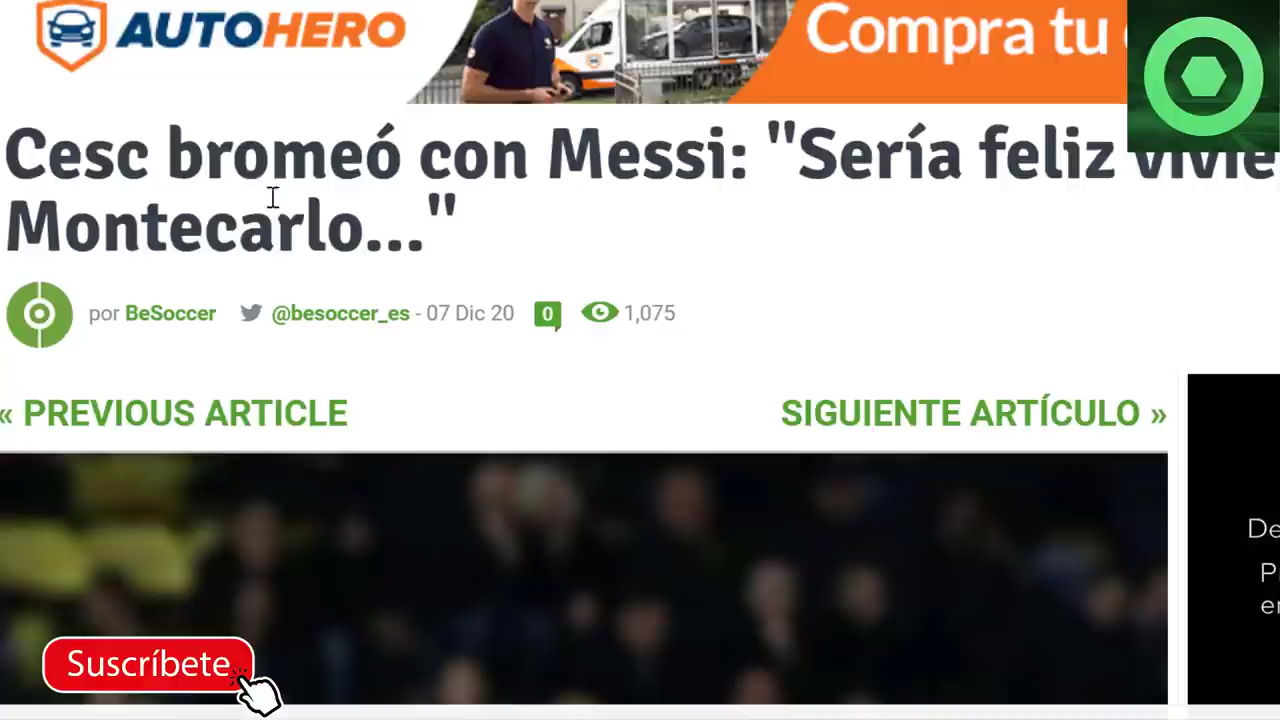 AUTOHERO
Compra tu
Cesc bromeó con Messi: "Sería feliz
Montecarlo..."
por BeSoccer @besoccer_es - 07 Dic 20 0 1,075
« PREVIOUS ARTICLE SIGUIENTE ARTÍCULO »
Suscríbete